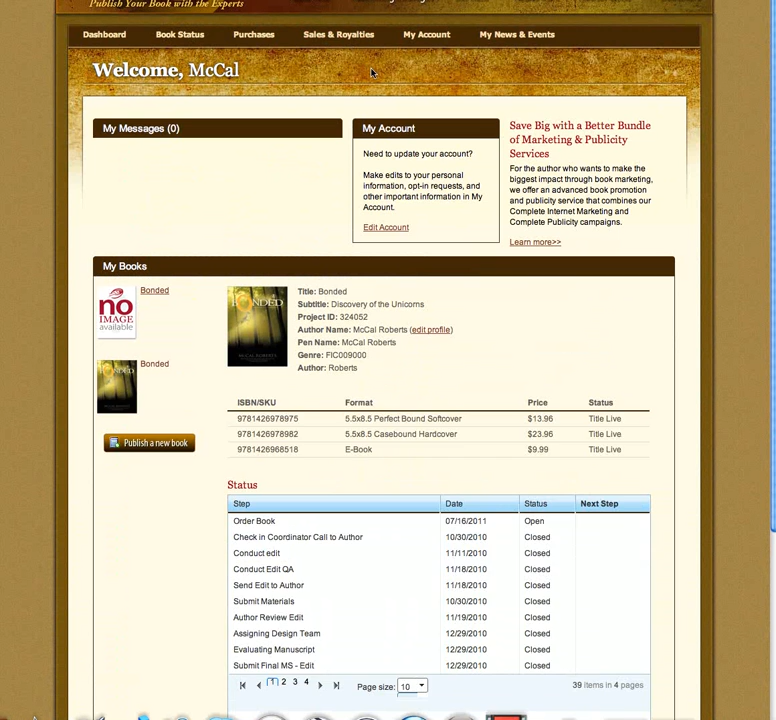 Publish Your Book with the Experts
Dashboard Book Status Purchases Sales & Royalties My Account My News & Events
Welcome, McCal
My Messages (0)
My Account
Need to update your account?
Make edits to your personal
information, opt-in requests, and
other important information in My
Account.
Edit Account
Save Big with a Better Bundle
of Marketing & Publicity
Services
For the author who wants to make the
biggest impact through book marketing,
we offer an advanced book promotion
and publicity service that combines our
Complete Internet Marketing and
Complete Publicity campaigns.
Learn more>>
My Books
no
IMAGE
available
Bonded
Bonded
Publish a new book
BONDED
MCCAL ROBERTS
Title: Bonded
Subtitle: Discovery of the Unicorns
Project ID: 324052
Author Name: McCal Roberts (edit profile)
Pen Name: McCal Roberts
Genre: FIC009000
Author: Roberts
ISBN/SKU Format Price Status
9781426978975 5.5x8.5 Perfect Bound Softcover $13.96 Title Live
9781426978982 5.5x8.5 Casebound Hardcover $23.96 Title Live
9781426968518 E-Book $9.99 Title Live
Status
Step Date Status Next Step
Order Book 07/16/2011 Open
Check in Coordinator Call to Author 10/30/2010 Closed
Conduct edit 11/11/2010 Closed
Conduct Edit QA 11/18/2010 Closed
Send Edit to Author 11/18/2010 Closed
Submit Materials 10/30/2010 Closed
Author Review Edit 11/19/2010 Closed
Assigning Design Team 12/29/2010 Closed
Evaluating Manuscript 12/29/2010 Closed
Submit Final MS - Edit 12/29/2010 Closed
1 2 3 4 Page size: 10 39 items in 4 pages